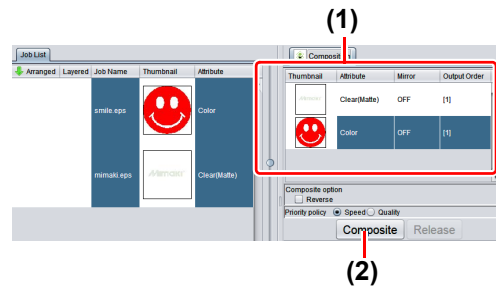 (1)
Job List
Arranged Layered Job Name Thumbnail Attribute
smile.eps Color
mimaki.eps Mimaki Clear(Matte)
Thumbnail Attribute Mirror Output Order
Clear(Matte) OFF [1]
Color OFF [1]
Composite option
Reverse
Priority policy Speed Quality
Composite Release
(2)